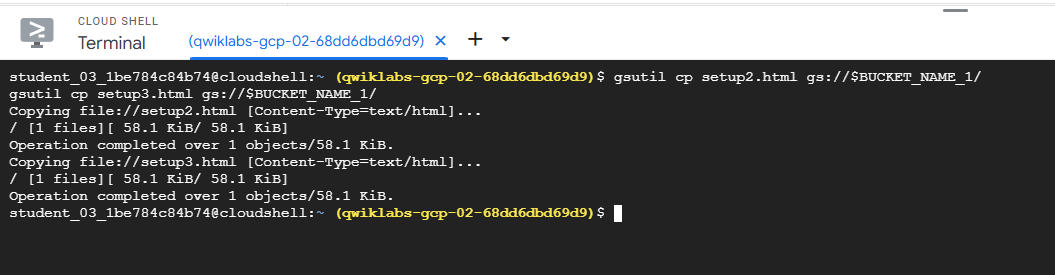 CLOUD SHELL
Terminal
(qwiklabs-gcp-02-68dd6dbd69d9) × + ▾
student_03_1be784c84b74@cloudshell:~ (qwiklabs-gcp-02-68dd6dbd69d9)$ gsutil cp setup2.html gs://$BUCKET_NAME_1/
gsutil cp setup3.html gs://$BUCKET_NAME_1/
Copying file://setup2.html [Content-Type=text/html]...
/ [1 files][ 58.1 KiB/ 58.1 KiB]
Operation completed over 1 objects/58.1 KiB.
Copying file://setup3.html [Content-Type=text/html]...
/ [1 files][ 58.1 KiB/ 58.1 KiB]
Operation completed over 1 objects/58.1 KiB.
student_03_1be784c84b74@cloudshell:~ (qwiklabs-gcp-02-68dd6dbd69d9)$